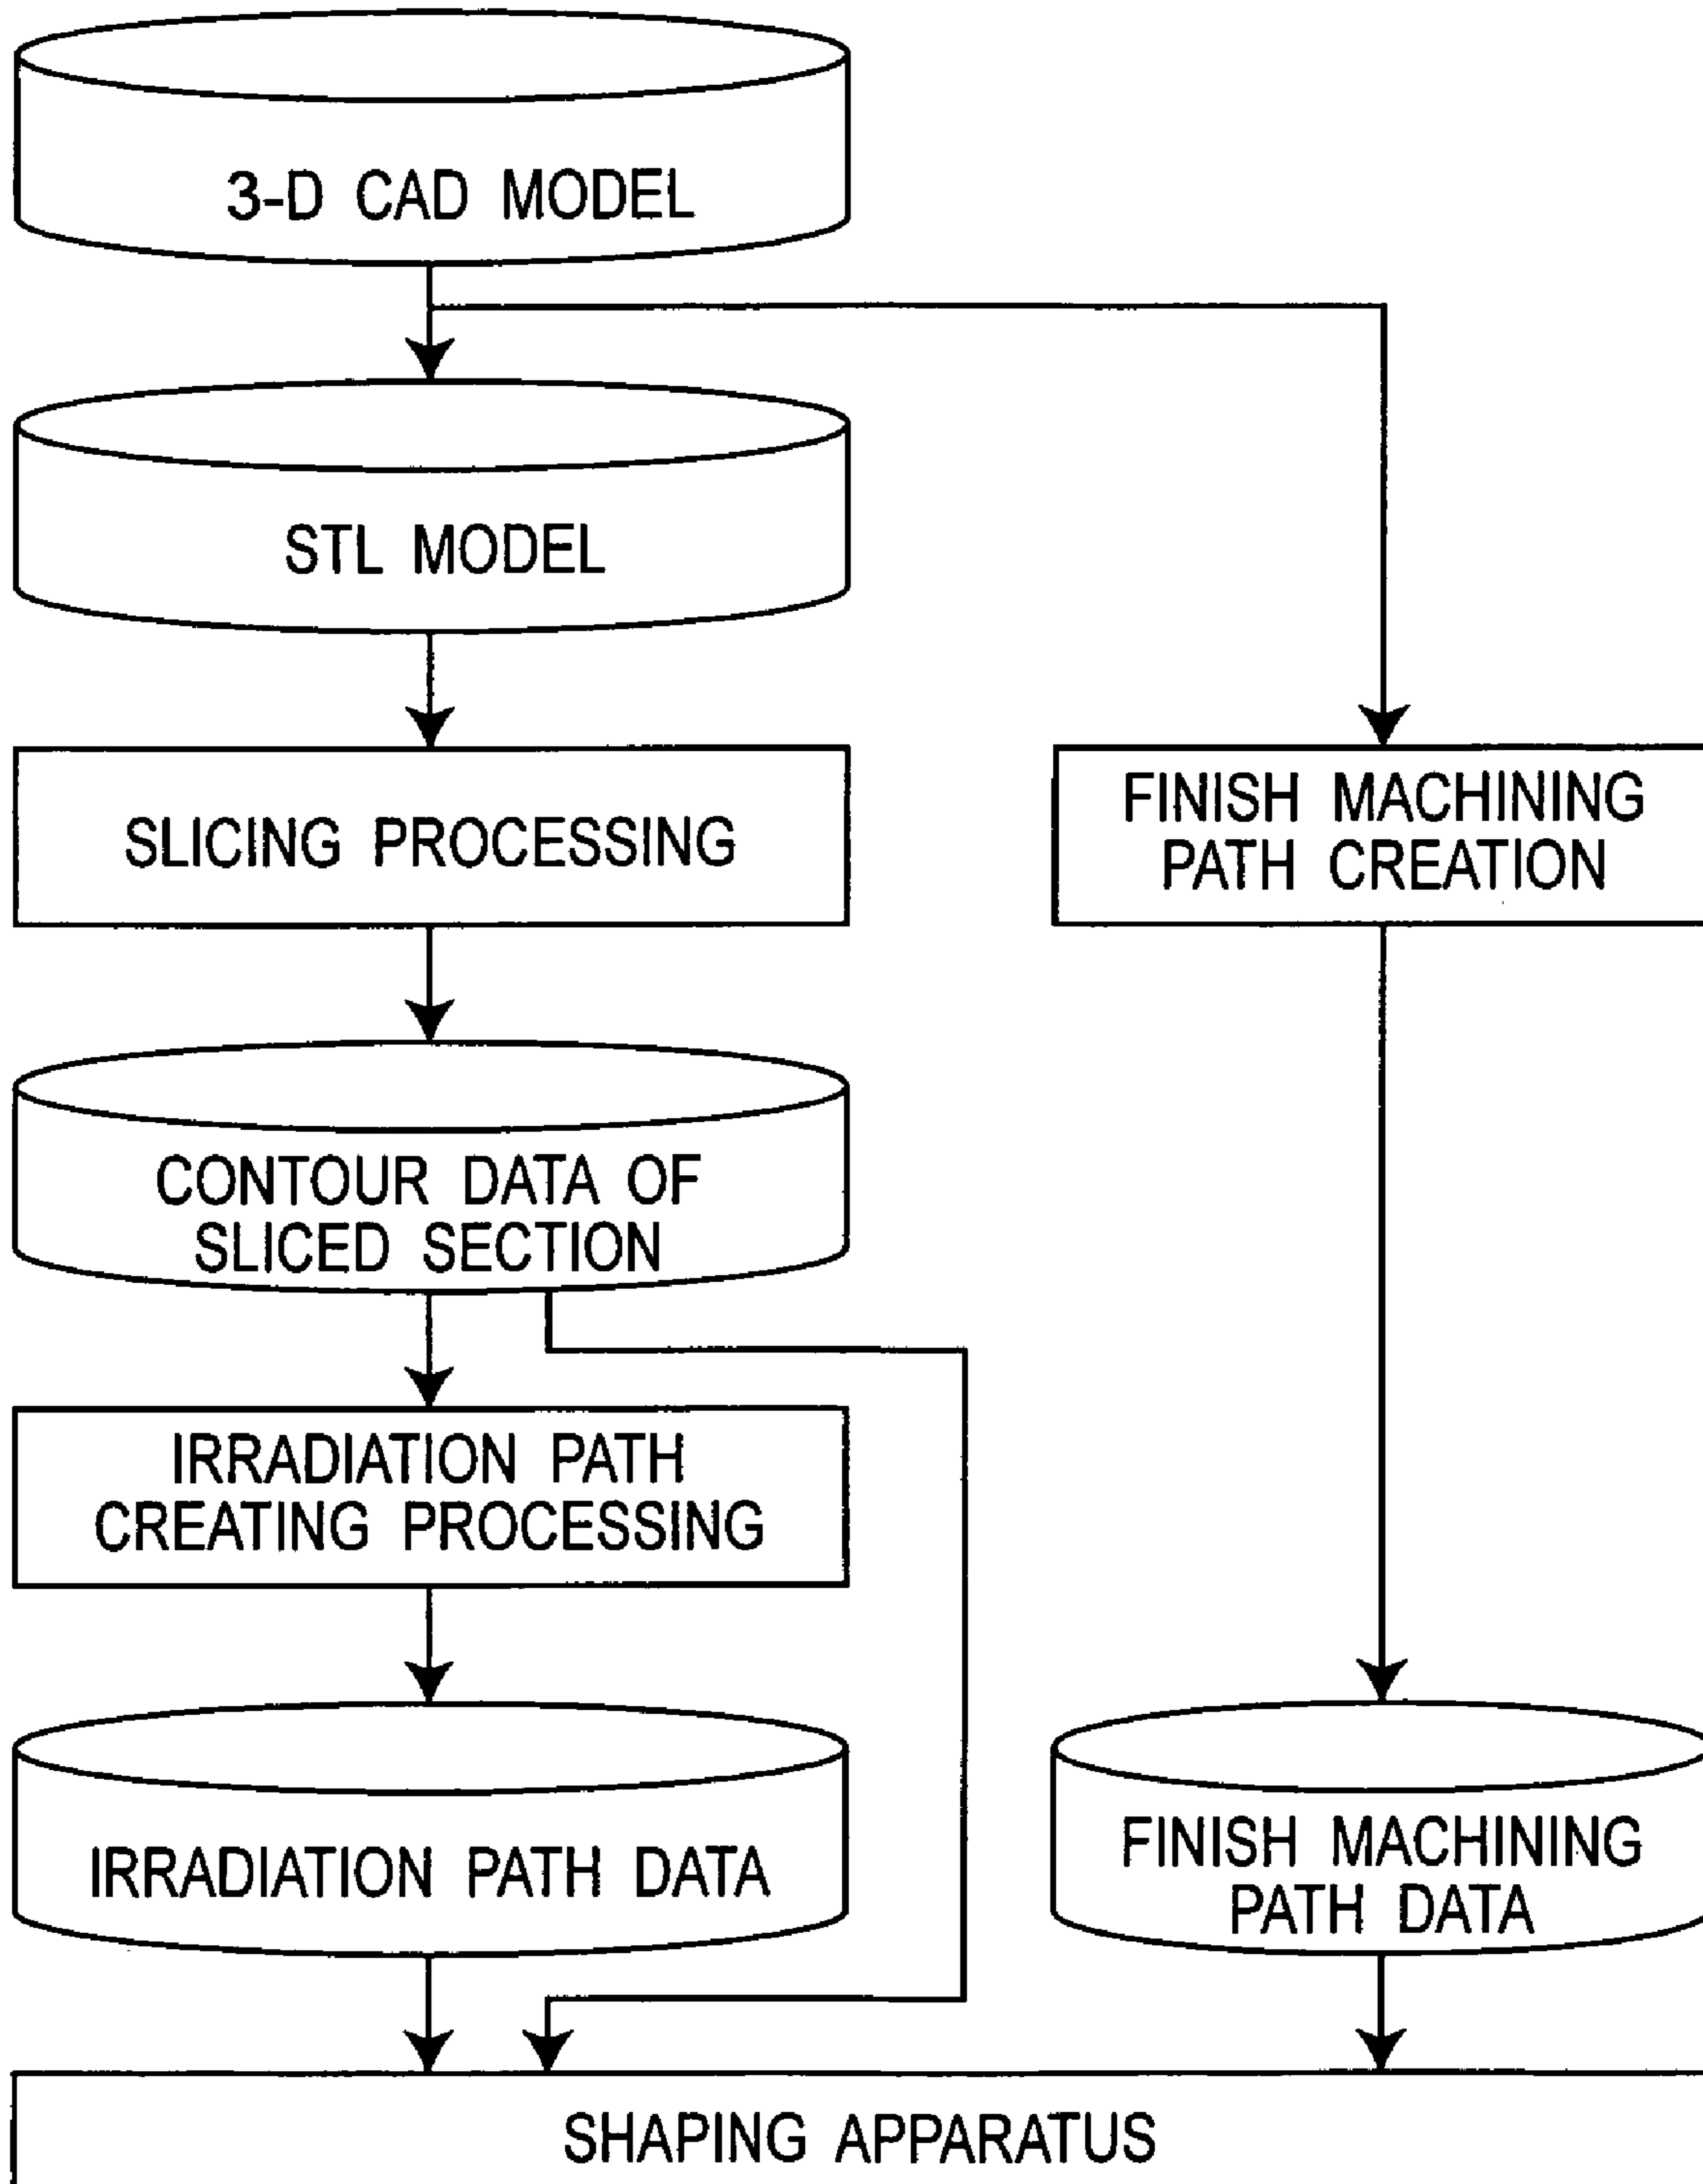 3-D CAD MODEL
STL MODEL
SLICING PROCESSING
FINISH MACHINING
PATH CREATION
CONTOUR DATA OF
SLICED SECTION
IRRADIATION PATH
CREATING PROCESSING
IRRADIATION PATH DATA
FINISH MACHINING
PATH DATA
SHAPING APPARATUS